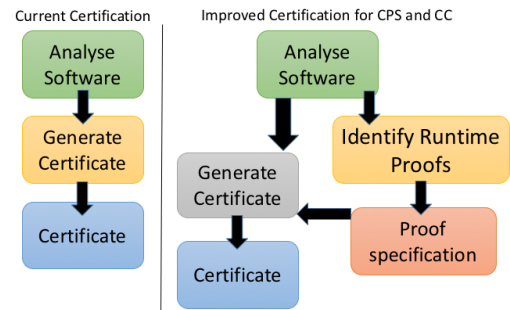 Current Certification
Analyse
Software
Generate
Certificate
Certificate
Improved Certification for CPS and CC
Analyse
Software
Identify Runtime
Proofs
Generate
Certificate
Proof
specification
Certificate